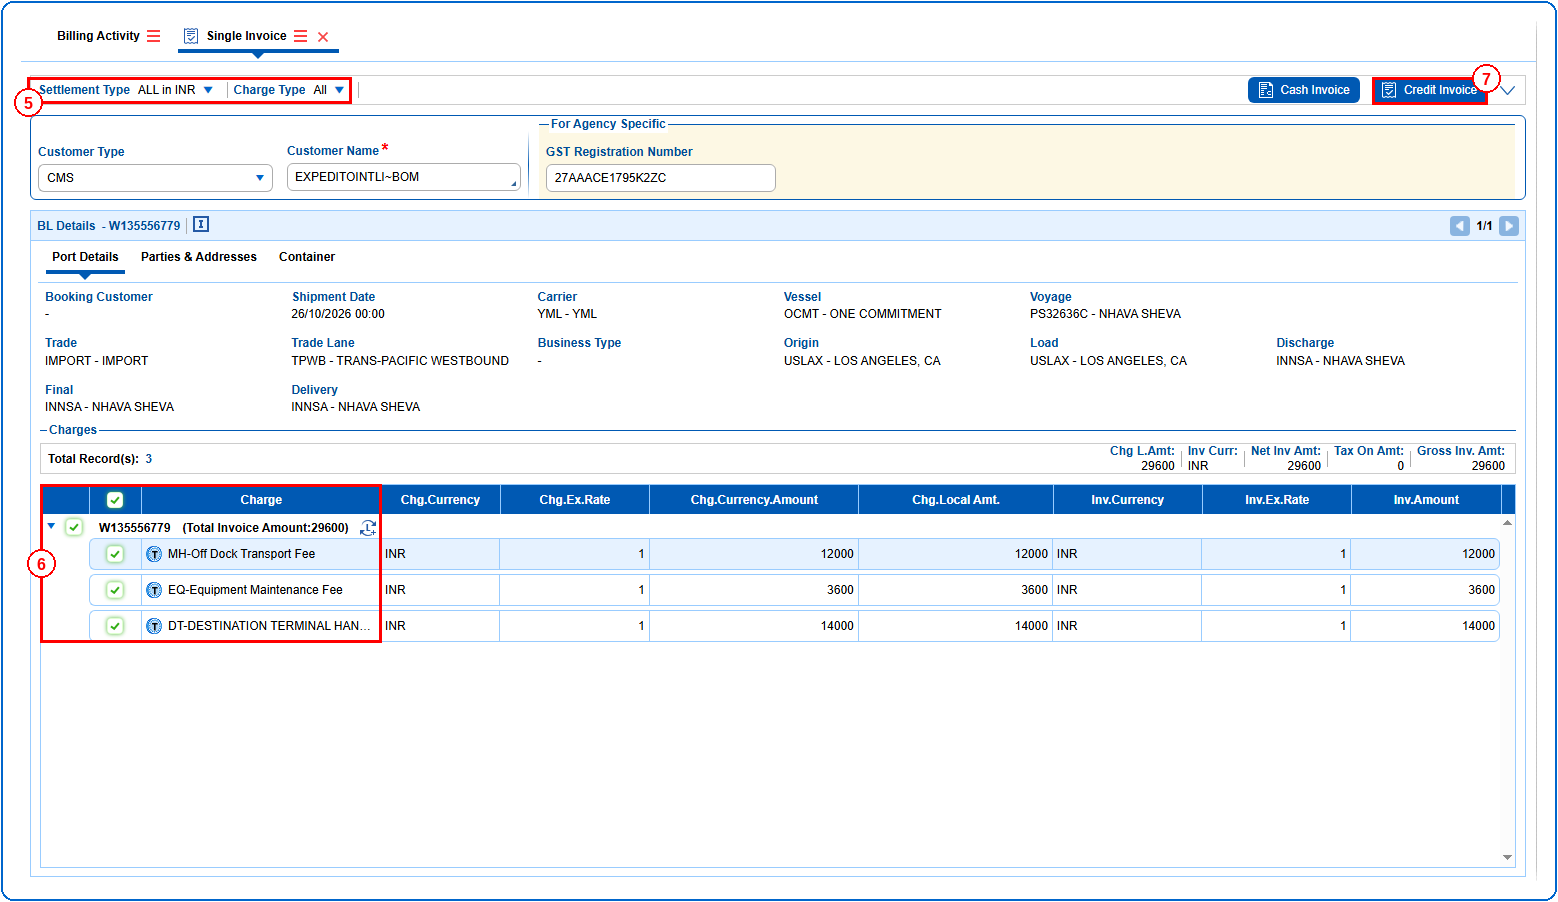 Billing Activity
Single Invoice
5
Settlement Type ALL in INR
Charge Type All
Cash Invoice
Credit Invoice
7
Customer Type
CMS
Customer Name*
EXPEDITOINTLI~BOM
For Agency Specific
GST Registration Number
27AAACE1795K2ZC
BL Details - W135556779
1/1
Port Details Parties & Addresses Container
Booking Customer
-
Shipment Date
26/10/2026 00:00
Carrier
YML - YML
Vessel
OCMT - ONE COMMITMENT
Voyage
PS32636C - NHAVA SHEVA
Trade
IMPORT - IMPORT
Trade Lane
TPWB - TRANS-PACIFIC WESTBOUND
Business Type
-
Origin
USLAX - LOS ANGELES, CA
Load
USLAX - LOS ANGELES, CA
Discharge
INNSA - NHAVA SHEVA
Final
INNSA - NHAVA SHEVA
Delivery
INNSA - NHAVA SHEVA
Charges
Total Record(s): 3
Chg L.Amt:
29600
Inv Curr:
INR
Net Inv Amt:
29600
Tax On Amt:
0
Gross Inv. Amt:
29600
Charge Chg.Currency Chg.Ex.Rate Chg.Currency.Amount Chg.Local Amt. Inv.Currency Inv.Ex.Rate Inv.Amount
W135556779 (Total Invoice Amount:29600)
6
T MH-Off Dock Transport Fee INR 1 12000 12000 INR 1 12000
T EQ-Equipment Maintenance Fee INR 1 3600 3600 INR 1 3600
T DT-DESTINATION TERMINAL HAN... INR 1 14000 14000 INR 1 14000